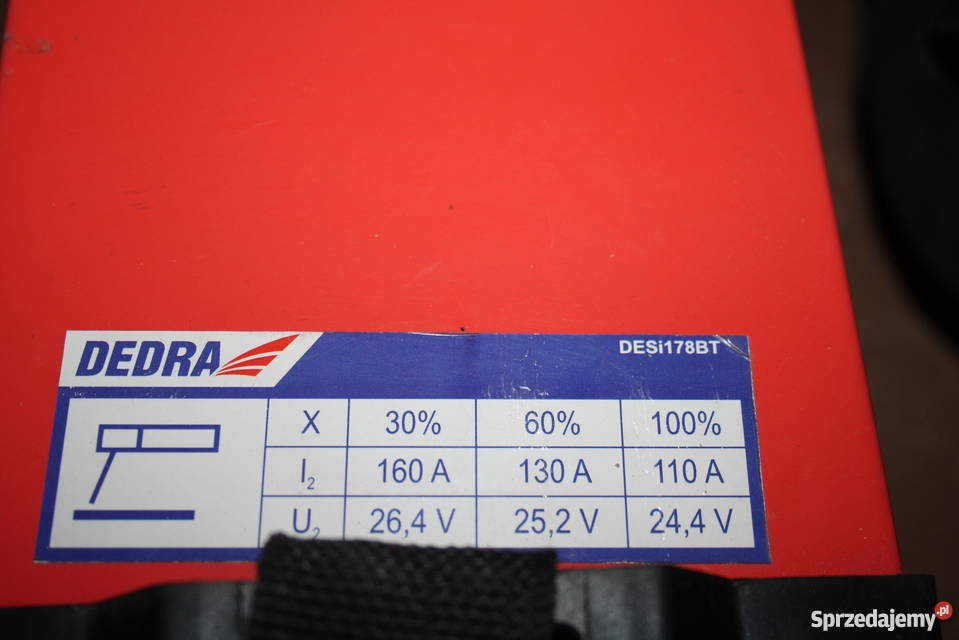 DEDRA
DESi178BT
X 30% 60% 100%
I₂ 160 A 130 A 110 A
U₂ 26,4 V 25,2 V 24,4 V
Sprzedajemy.pl